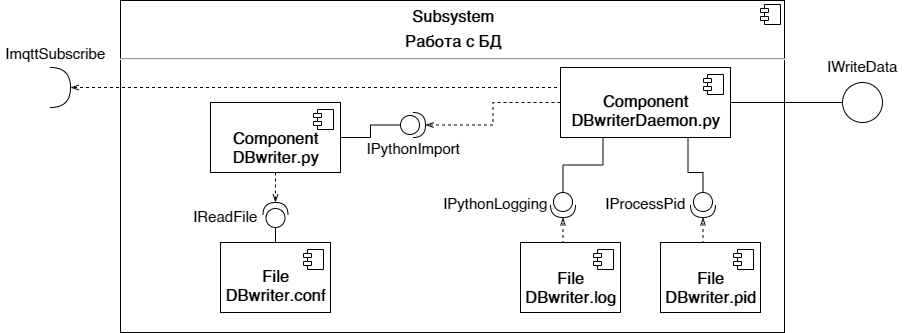 Subsystem
Работа с БД
ImqttSubscribe
IWriteData
Component
DBwriterDaemon.py
Component
DBwriter.py
IPythonImport
IReadFile
IPythonLogging
IProcessPid
File
DBwriter.conf
File
DBwriter.log
File
DBwriter.pid